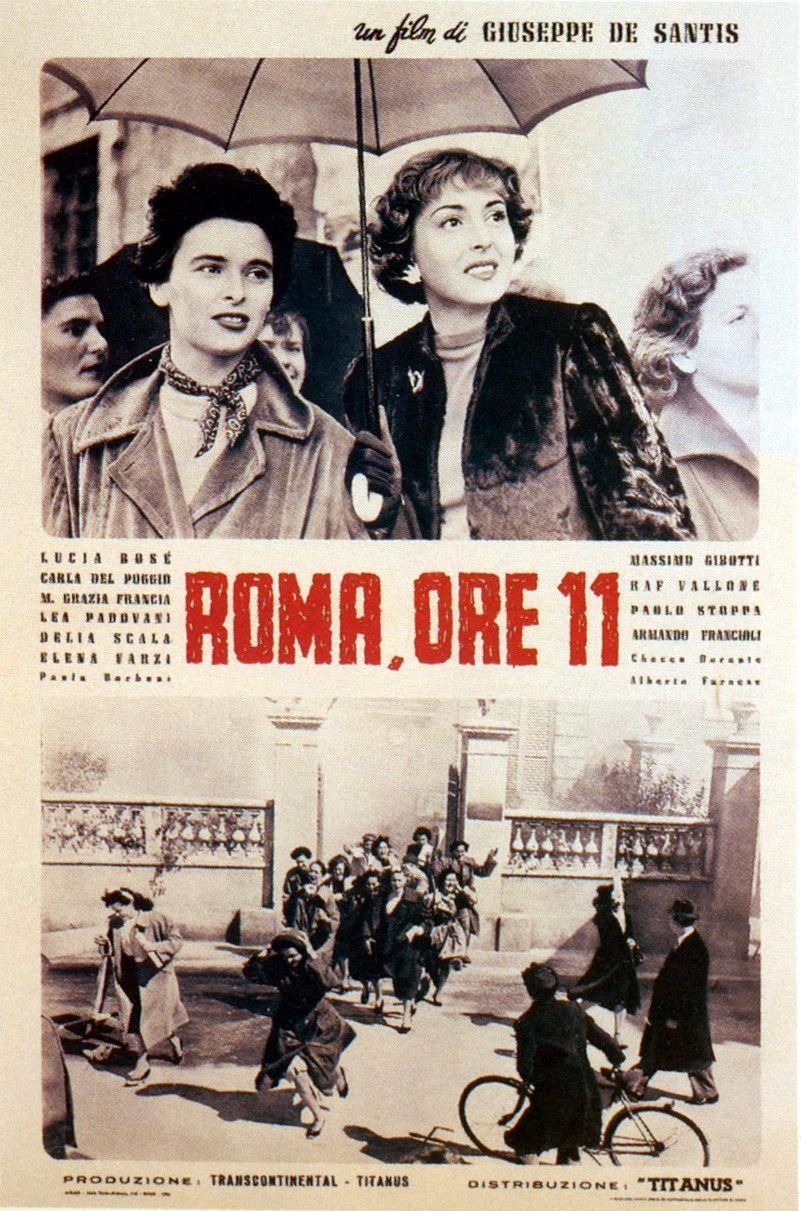 un film di GIUSEPPE DE SANTIS
LUCIA BOSÉ
CARLA DEL POGGIO
M. GRAZIA FRANCIA
LEA PADOVANI
DELIA SCALA
ELENA VARZI
Paola Borboni
ROMA, ORE 11
MASSIMO GIROTTI
RAF VALLONE
PAOLO STOPPA
ARMANDO FRANCIOLI
Checco Durante
Alberto Farnese
PRODUZIONE: TRANSCONTINENTAL - TITANUS
DISTRIBUZIONE: "TITANUS"